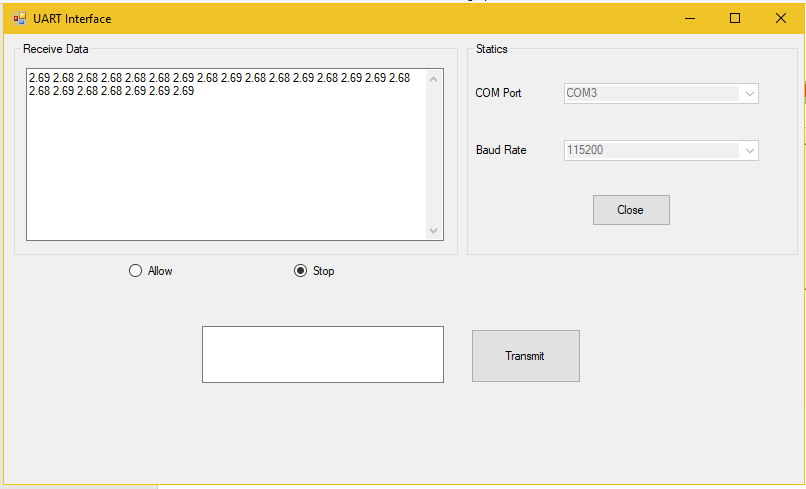 UART Interface
Receive Data
2.69 2.68 2.68 2.68 2.68 2.68 2.69 2.68 2.69 2.68 2.68 2.69 2.68 2.69 2.69 2.68
2.68 2.69 2.68 2.68 2.69 2.69 2.69
Allow
Stop
Statics
COM Port
COM3
Baud Rate
115200
Close
Transmit